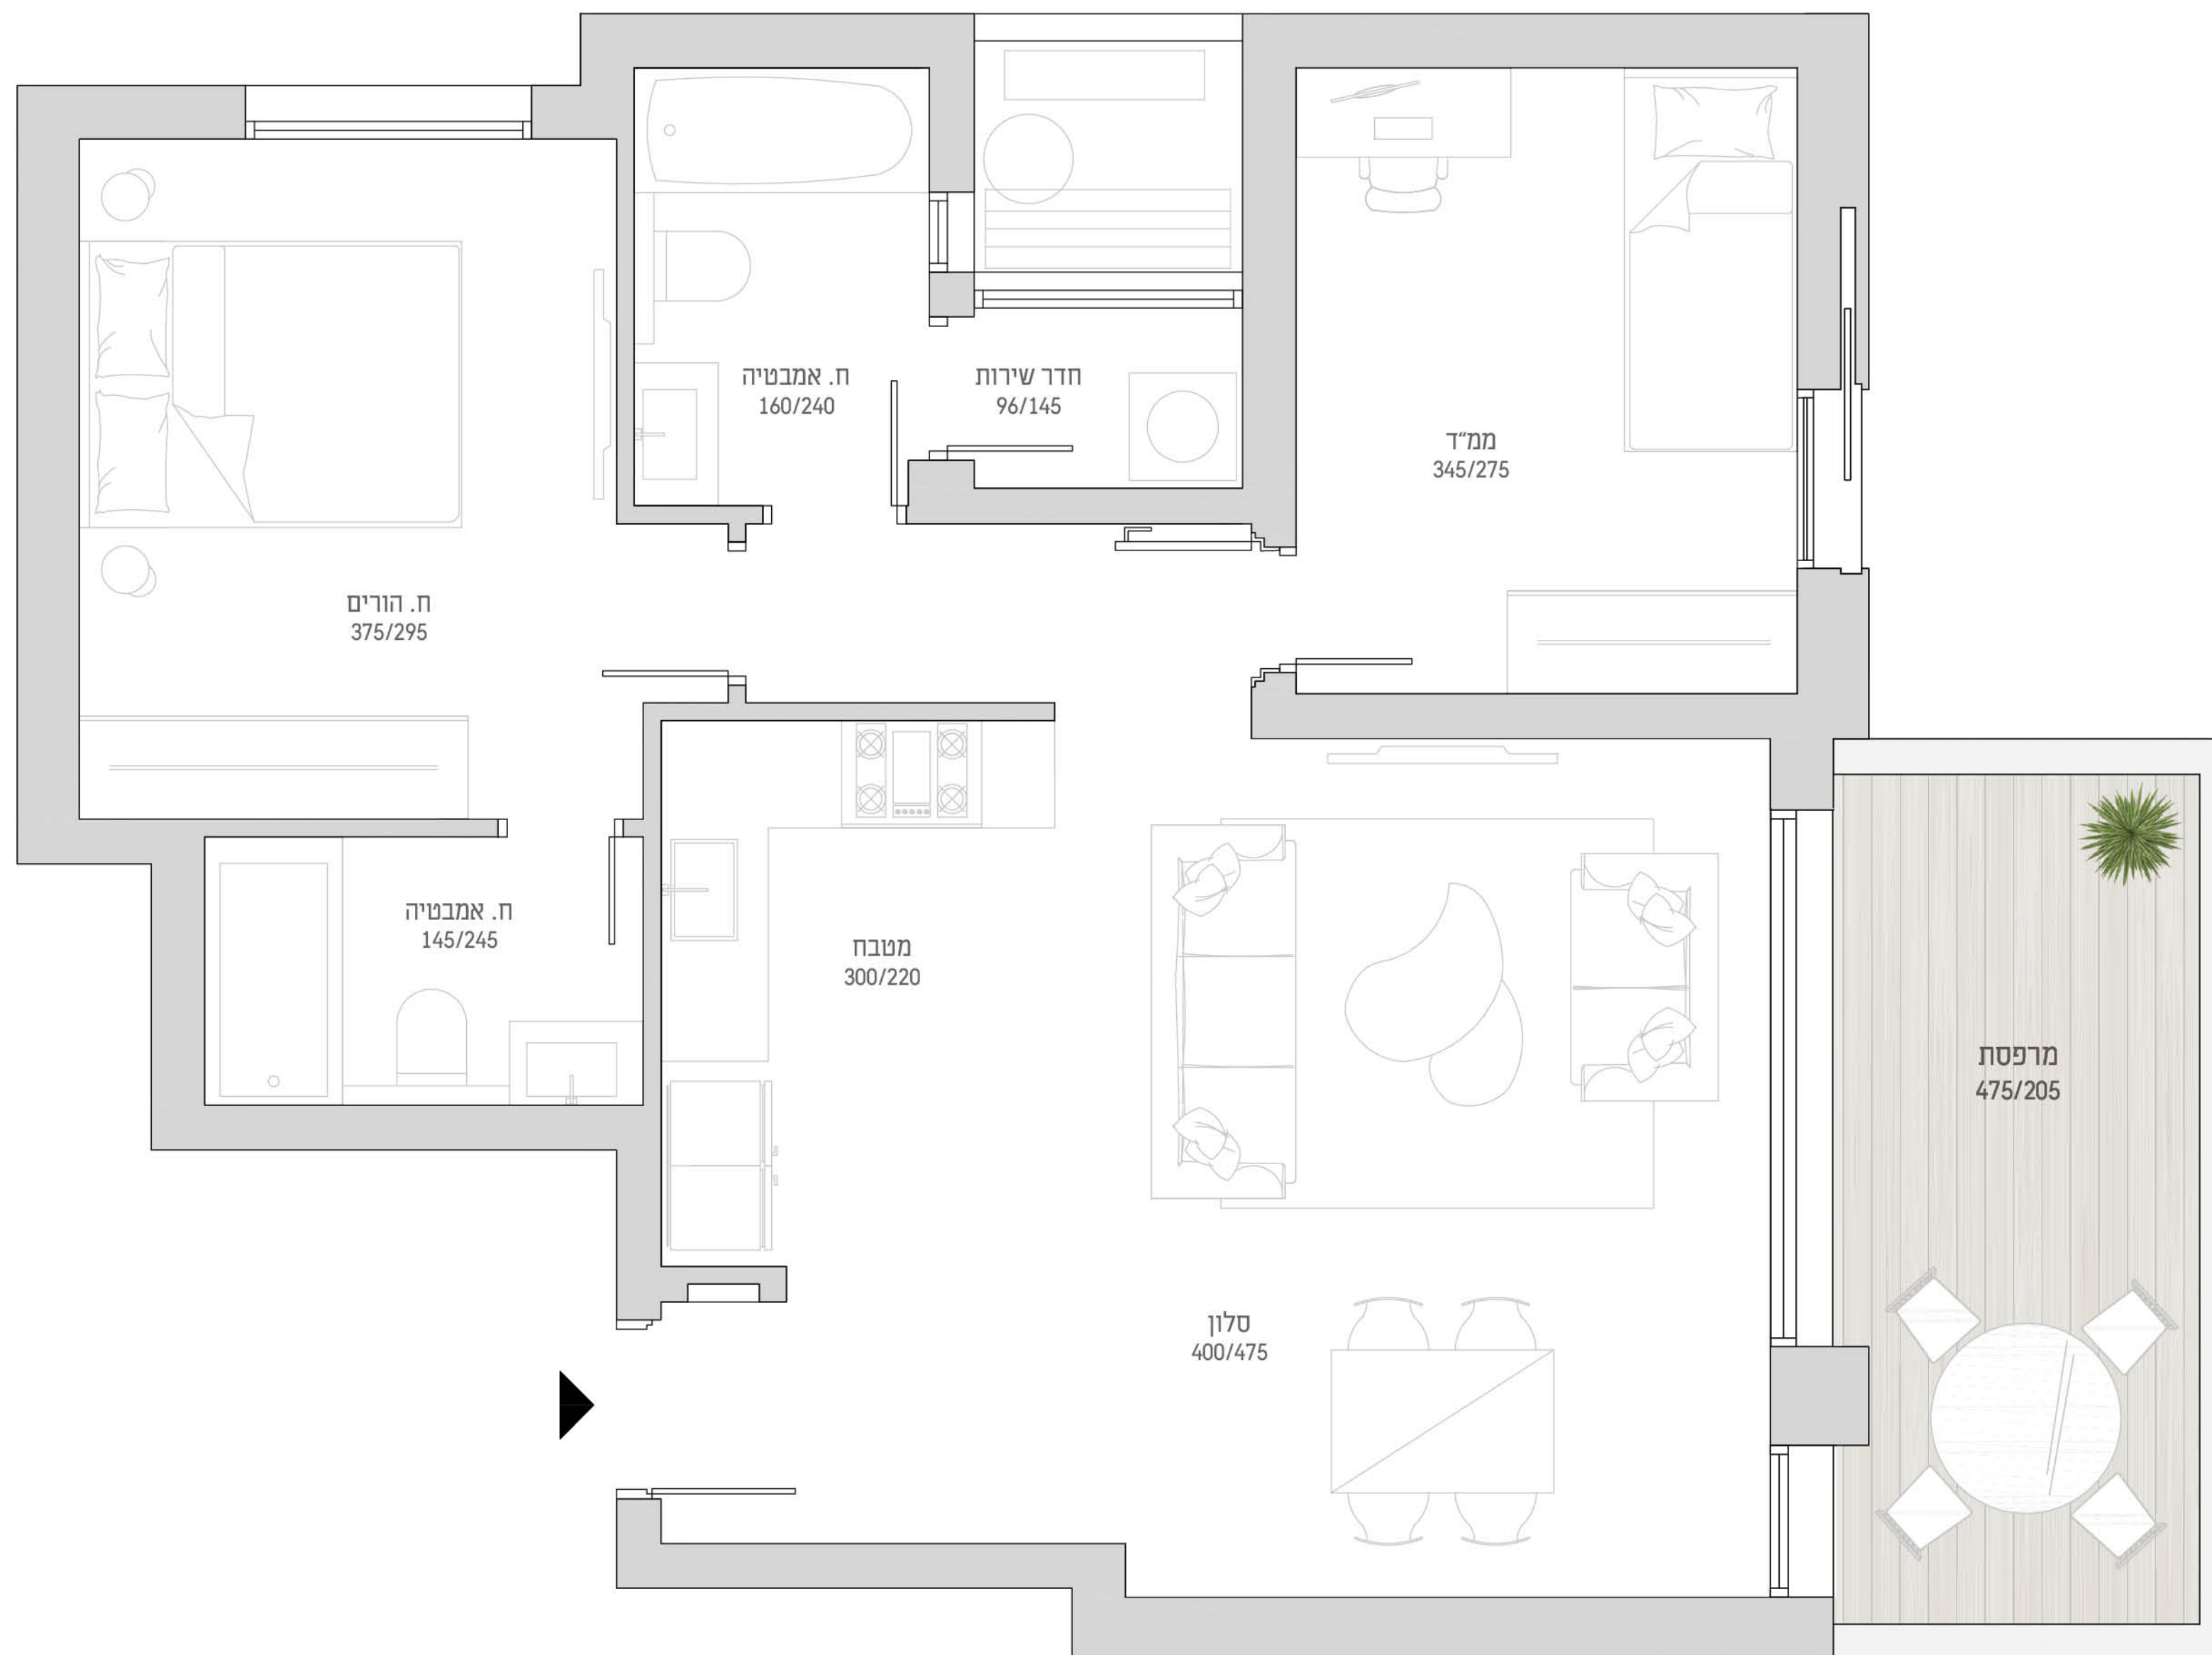 ח. אמבטיה
160/240
חדר שירות
96/145
ממ״ד
345/275
ח. הורים
375/295
ח. אמבטיה
145/245
מטבח
300/220
מרפסת
475/205
סלון
400/475